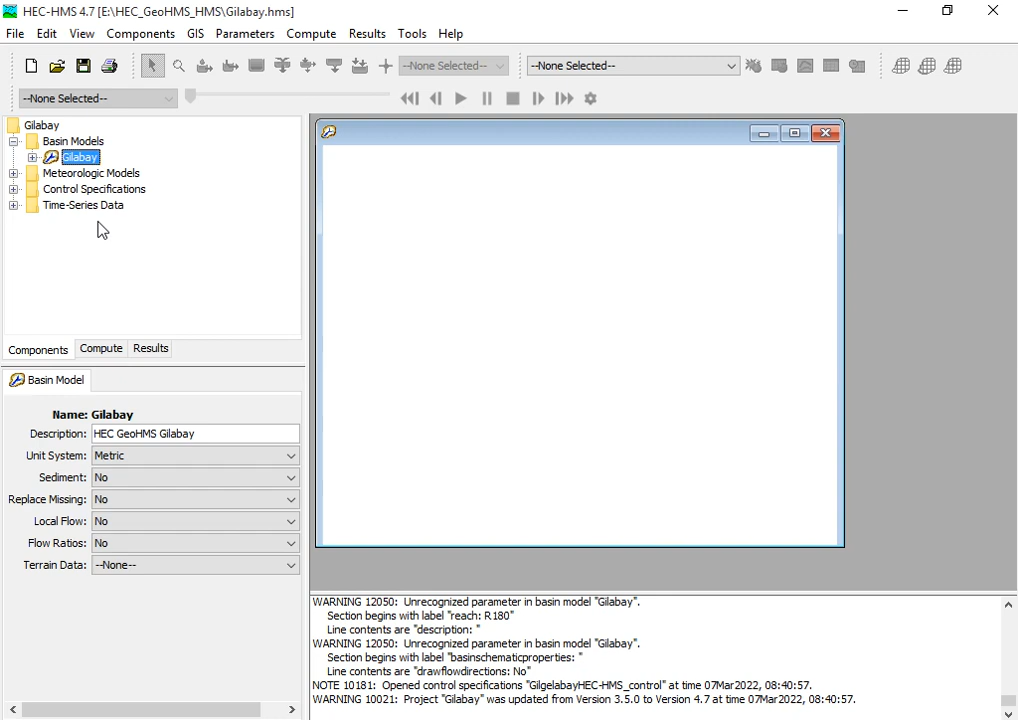 HEC-HMS 4.7 [E:\HEC_GeoHMS_HMS\Gilabay.hms]
File Edit View Components GIS Parameters Compute Results Tools Help
--None Selected-- --None Selected--
--None Selected--
Gilabay
Basin Models
Gilabay
Meteorologic Models
Control Specifications
Time-Series Data
Components Compute Results
Basin Model
Name: Gilabay
Description: HEC GeoHMS Gilabay
Unit System: Metric
Sediment: No
Replace Missing: No
Local Flow: No
Flow Ratios: No
Terrain Data: --None--
WARNING 12050: Unrecognized parameter in basin model "Gilabay".
Section begins with label "reach: R180"
Line contents are "description: "
WARNING 12050: Unrecognized parameter in basin model "Gilabay".
Section begins with label "basinschematicproperties: "
Line contents are "drawflowdirections: No"
NOTE 10181: Opened control specifications "GilgelabayHEC-HMS_control" at time 07Mar2022, 08:40:57.
WARNING 10021: Project "Gilabay" was updated from Version 3.5.0 to Version 4.7 at time 07Mar2022, 08:40:57.